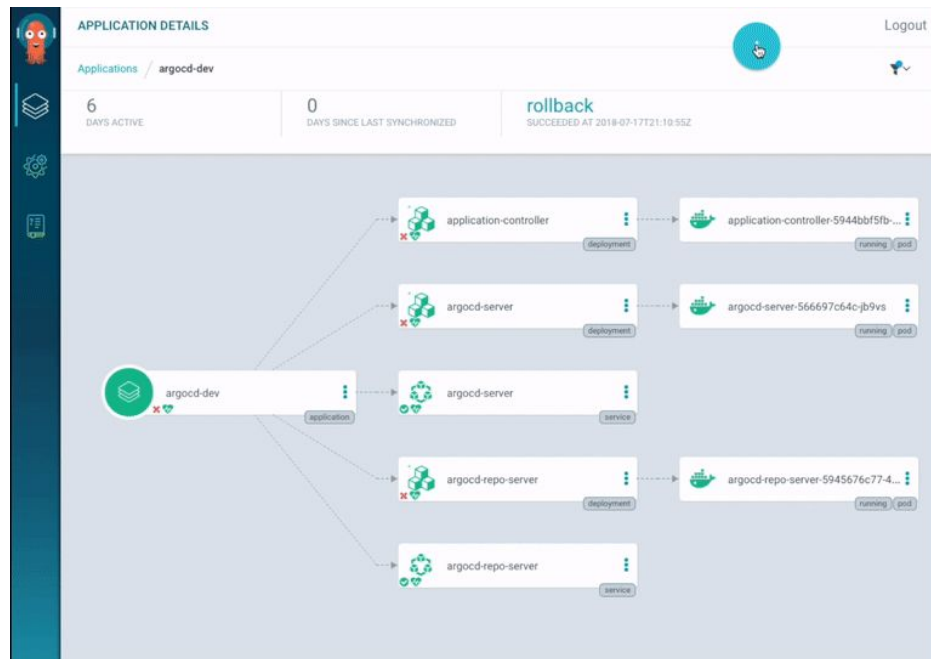 APPLICATION DETAILS
Logout
Applications / argocd-dev
6
DAYS ACTIVE
0
DAYS SINCE LAST SYNCHRONIZED
rollback
SUCCEEDED AT 2018-07-17T21:10:55Z
application-controller
deployment
application-controller-5944bbf5fb-...
running pod
argocd-server
deployment
argocd-server-566697c64c-jb9vs
running pod
argocd-dev
application
argocd-server
service
argocd-repo-server
deployment
argocd-repo-server-5945676c77-4...
running pod
argocd-repo-server
service